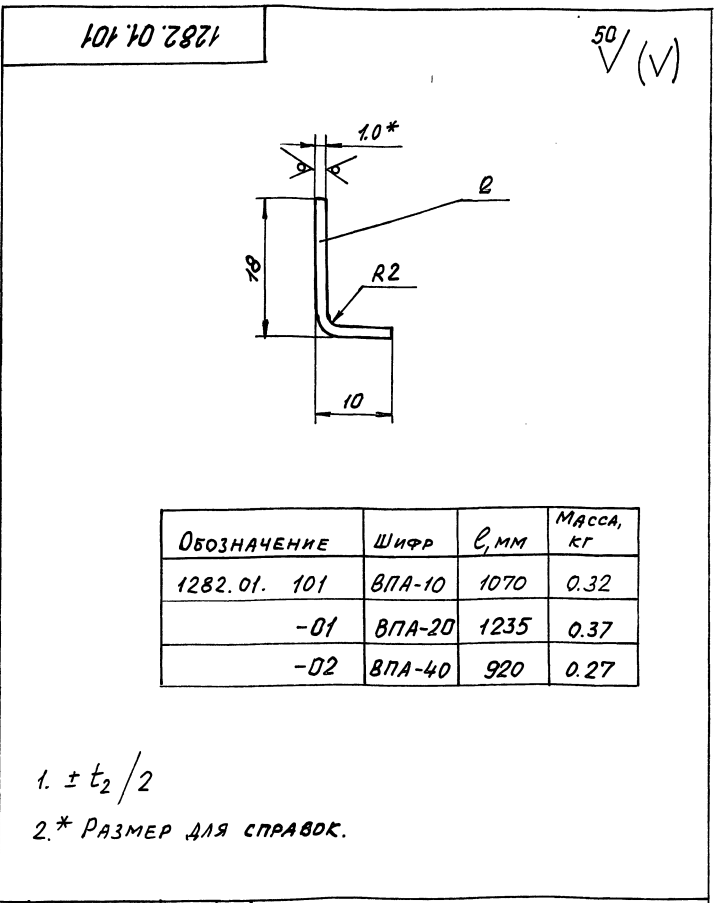 1282.01.101
50 (√)
1.0*
ℓ
18
R2
10
ОБОЗНАЧЕНИЕ ШИФР ℓ, ММ МАССА, КГ
1282.01. 101 ВПА-10 1070 0.32
-01 ВПА-20 1235 0.37
-02 ВПА-40 920 0.27
1. ± t₂/2
2.* РАЗМЕР ДЛЯ СПРАВОК.